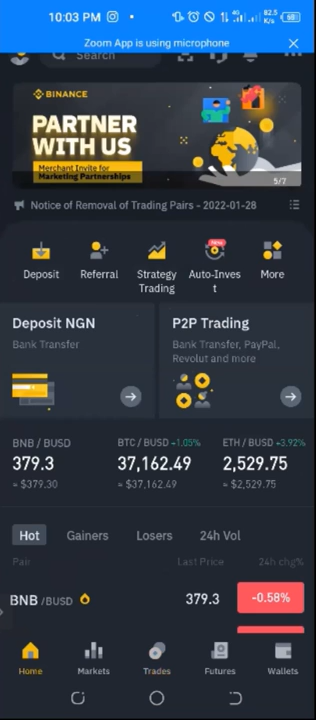 10:03 PM
4G
82.5 K/s
55
Zoom App is using microphone
Search
BINANCE
PARTNER
WITH US
Merchant Invite for
Marketing Partnerships
5/7
Notice of Removal of Trading Pairs - 2022-01-28
Deposit
Referral
Strategy
Trading
Auto-Inves
t
More
Deposit NGN
Bank Transfer
P2P Trading
Bank Transfer, PayPal,
Revolut and more
BNB / BUSD
BTC / BUSD +1.05%
ETH / BUSD +3.92%
379.3
37,162.49
2,529.75
≈ $379.30
≈ $37,162.49
≈ $2,529.75
Hot
Gainers
Losers
24h Vol
Pair
Last Price
24h chg%
BNB /BUSD
379.3
-0.58%
Home
Markets
Trades
Futures
Wallets